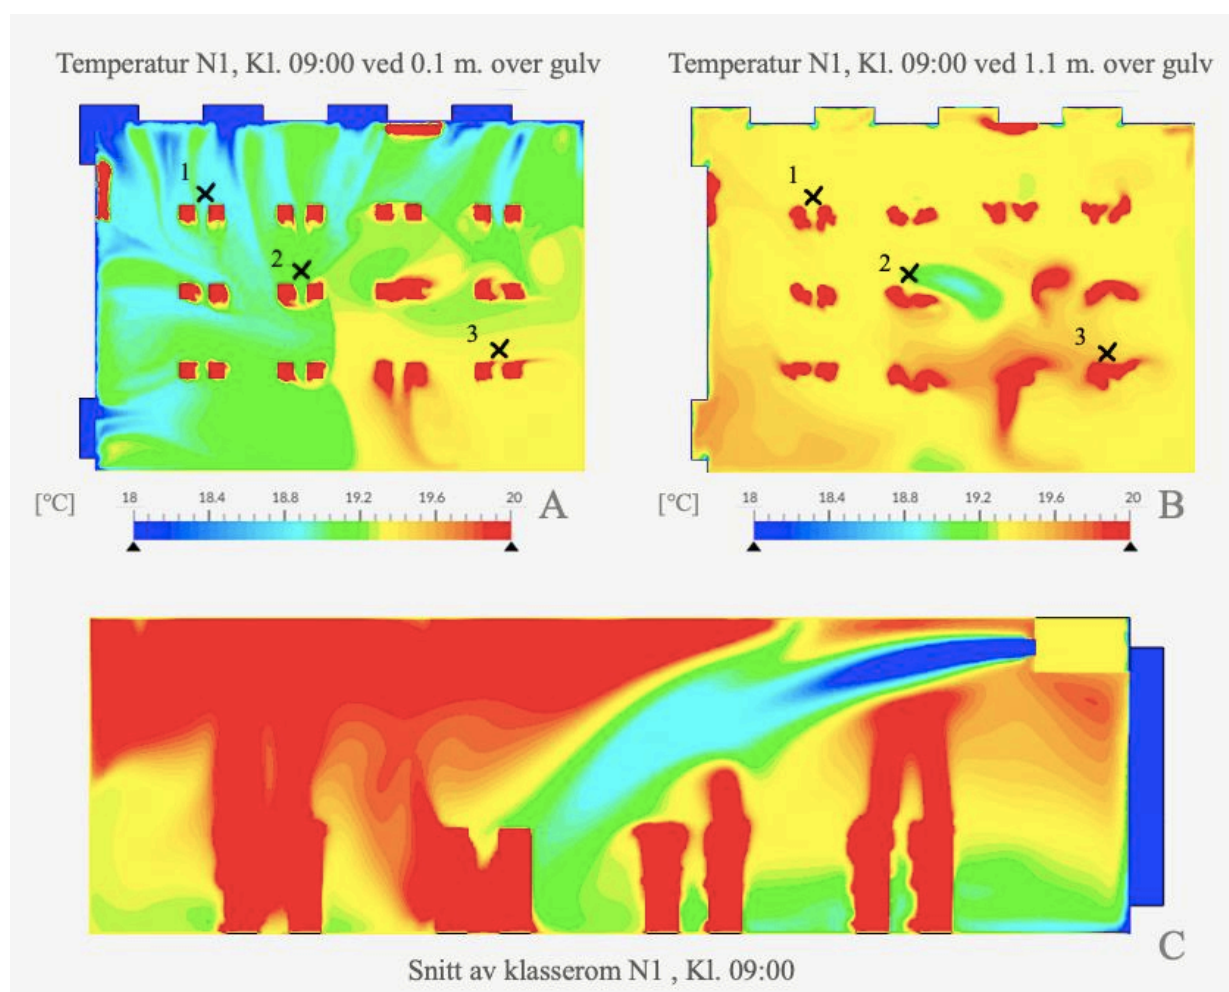 Temperatur N1, Kl. 09:00 ved 0.1 m. over gulv
Temperatur N1, Kl. 09:00 ved 1.1 m. over gulv
1
2
3
1
2
3
[°C]
18 18.4 18.8 19.2 19.6 20
A
[°C]
18 18.4 18.8 19.2 19.6 20
B
C
Snitt av klasserom N1 , Kl. 09:00